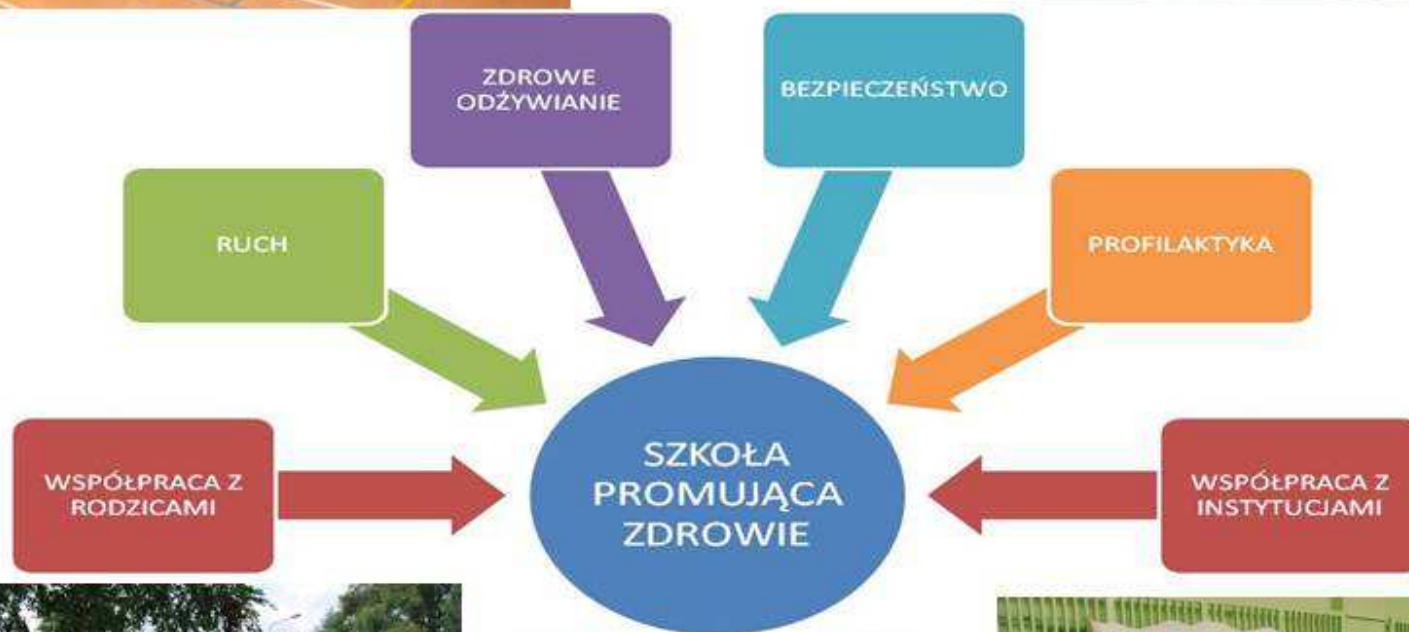 ZDROWE
ODŻYWIANIE
BEZPIECZEŃSTWO
RUCH
PROFILAKTYKA
WSPÓŁPRACA Z
RODZICAMI
SZKOŁA
PROMUJĄCA
ZDROWIE
WSPÓŁPRACA Z
INSTYTUCJAMI